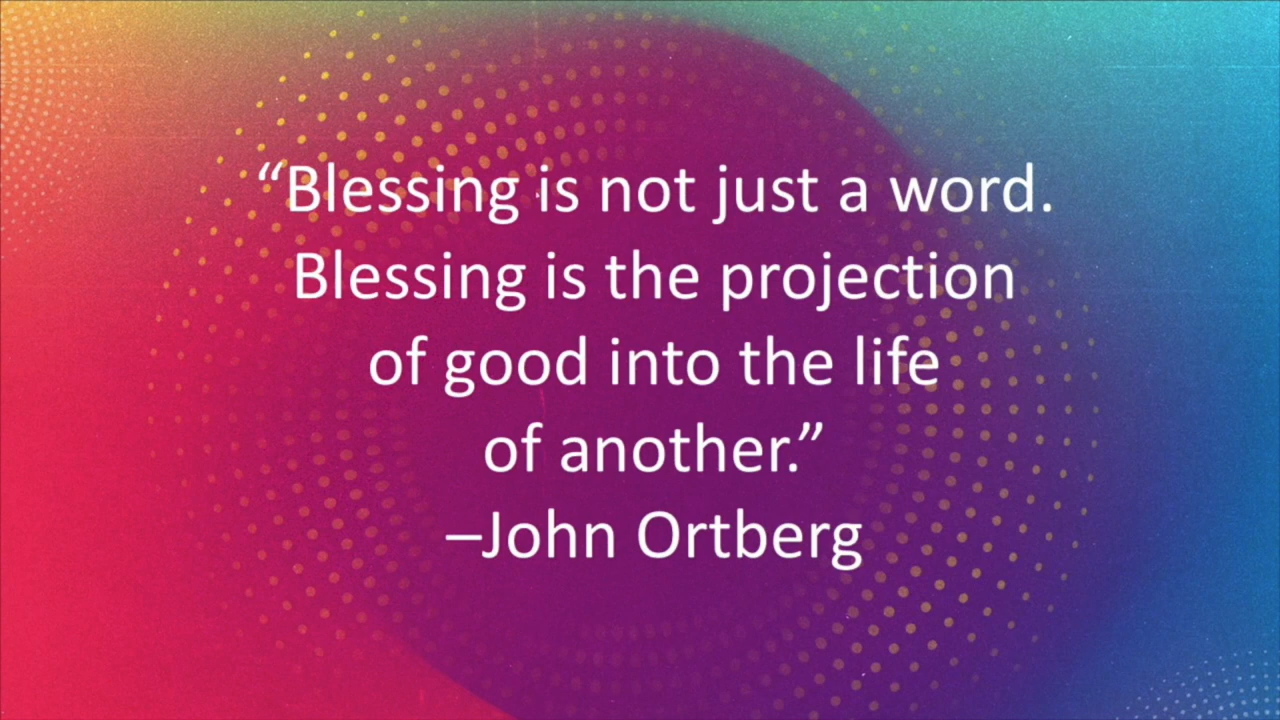 “Blessing is not just a word.
Blessing is the projection
of good into the life
of another.”
–John Ortberg